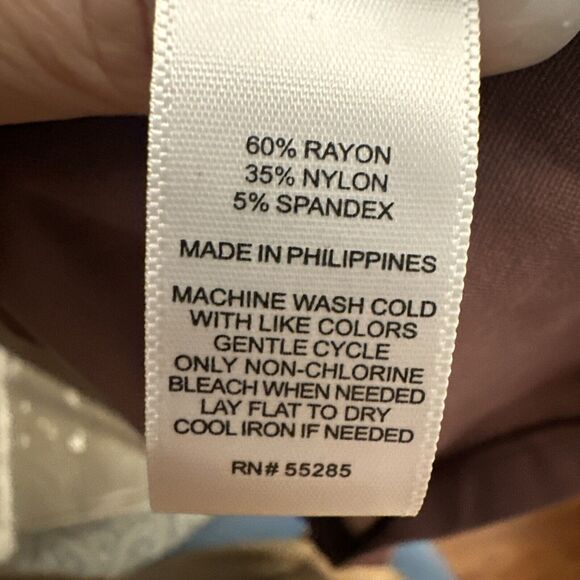 60% RAYON
35% NYLON
5% SPANDEX
MADE IN PHILIPPINES
MACHINE WASH COLD
WITH LIKE COLORS
GENTLE CYCLE
ONLY NON-CHLORINE
BLEACH WHEN NEEDED
LAY FLAT TO DRY
COOL IRON IF NEEDED
RN# 55285